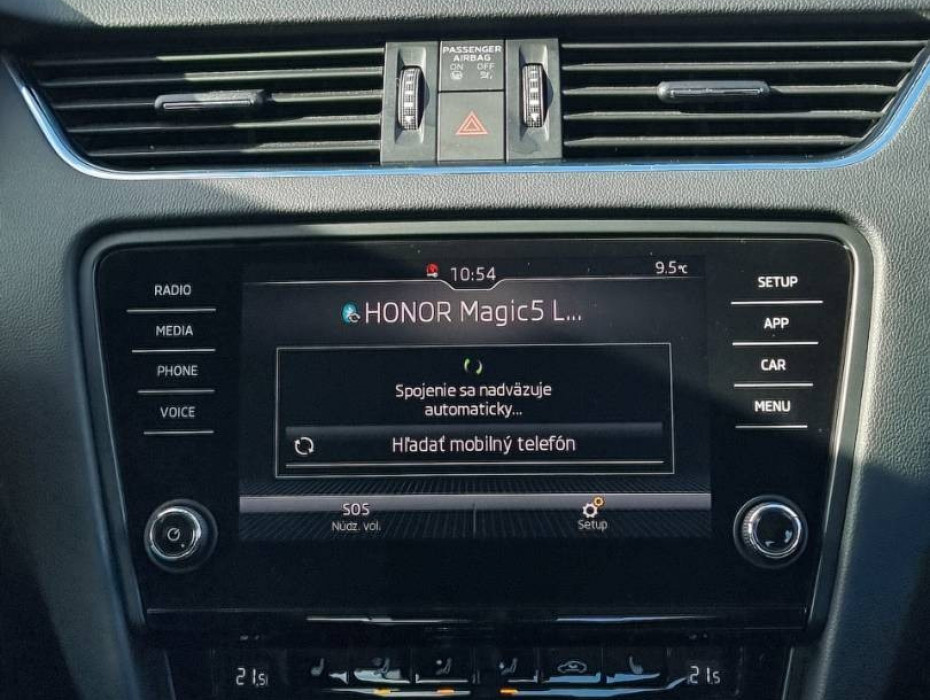 PASSENGER
AIRBAG
ON OFF
10:54
9.5°C
RADIO
MEDIA
PHONE
VOICE
HONOR Magic5 L...
Spojenie sa nadväzuje
automaticky...
Hľadať mobilný telefón
SOS
Núdz. vol.
Setup
SETUP
APP
CAR
MENU
21.5
21.5